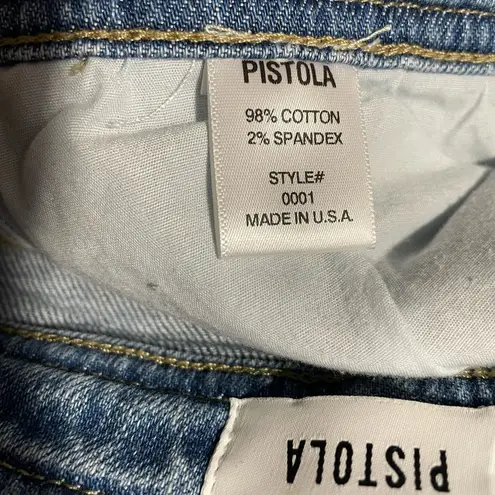 PISTOLA
98% COTTON
2% SPANDEX
STYLE#
0001
MADE IN U.S.A.
PISTOLA